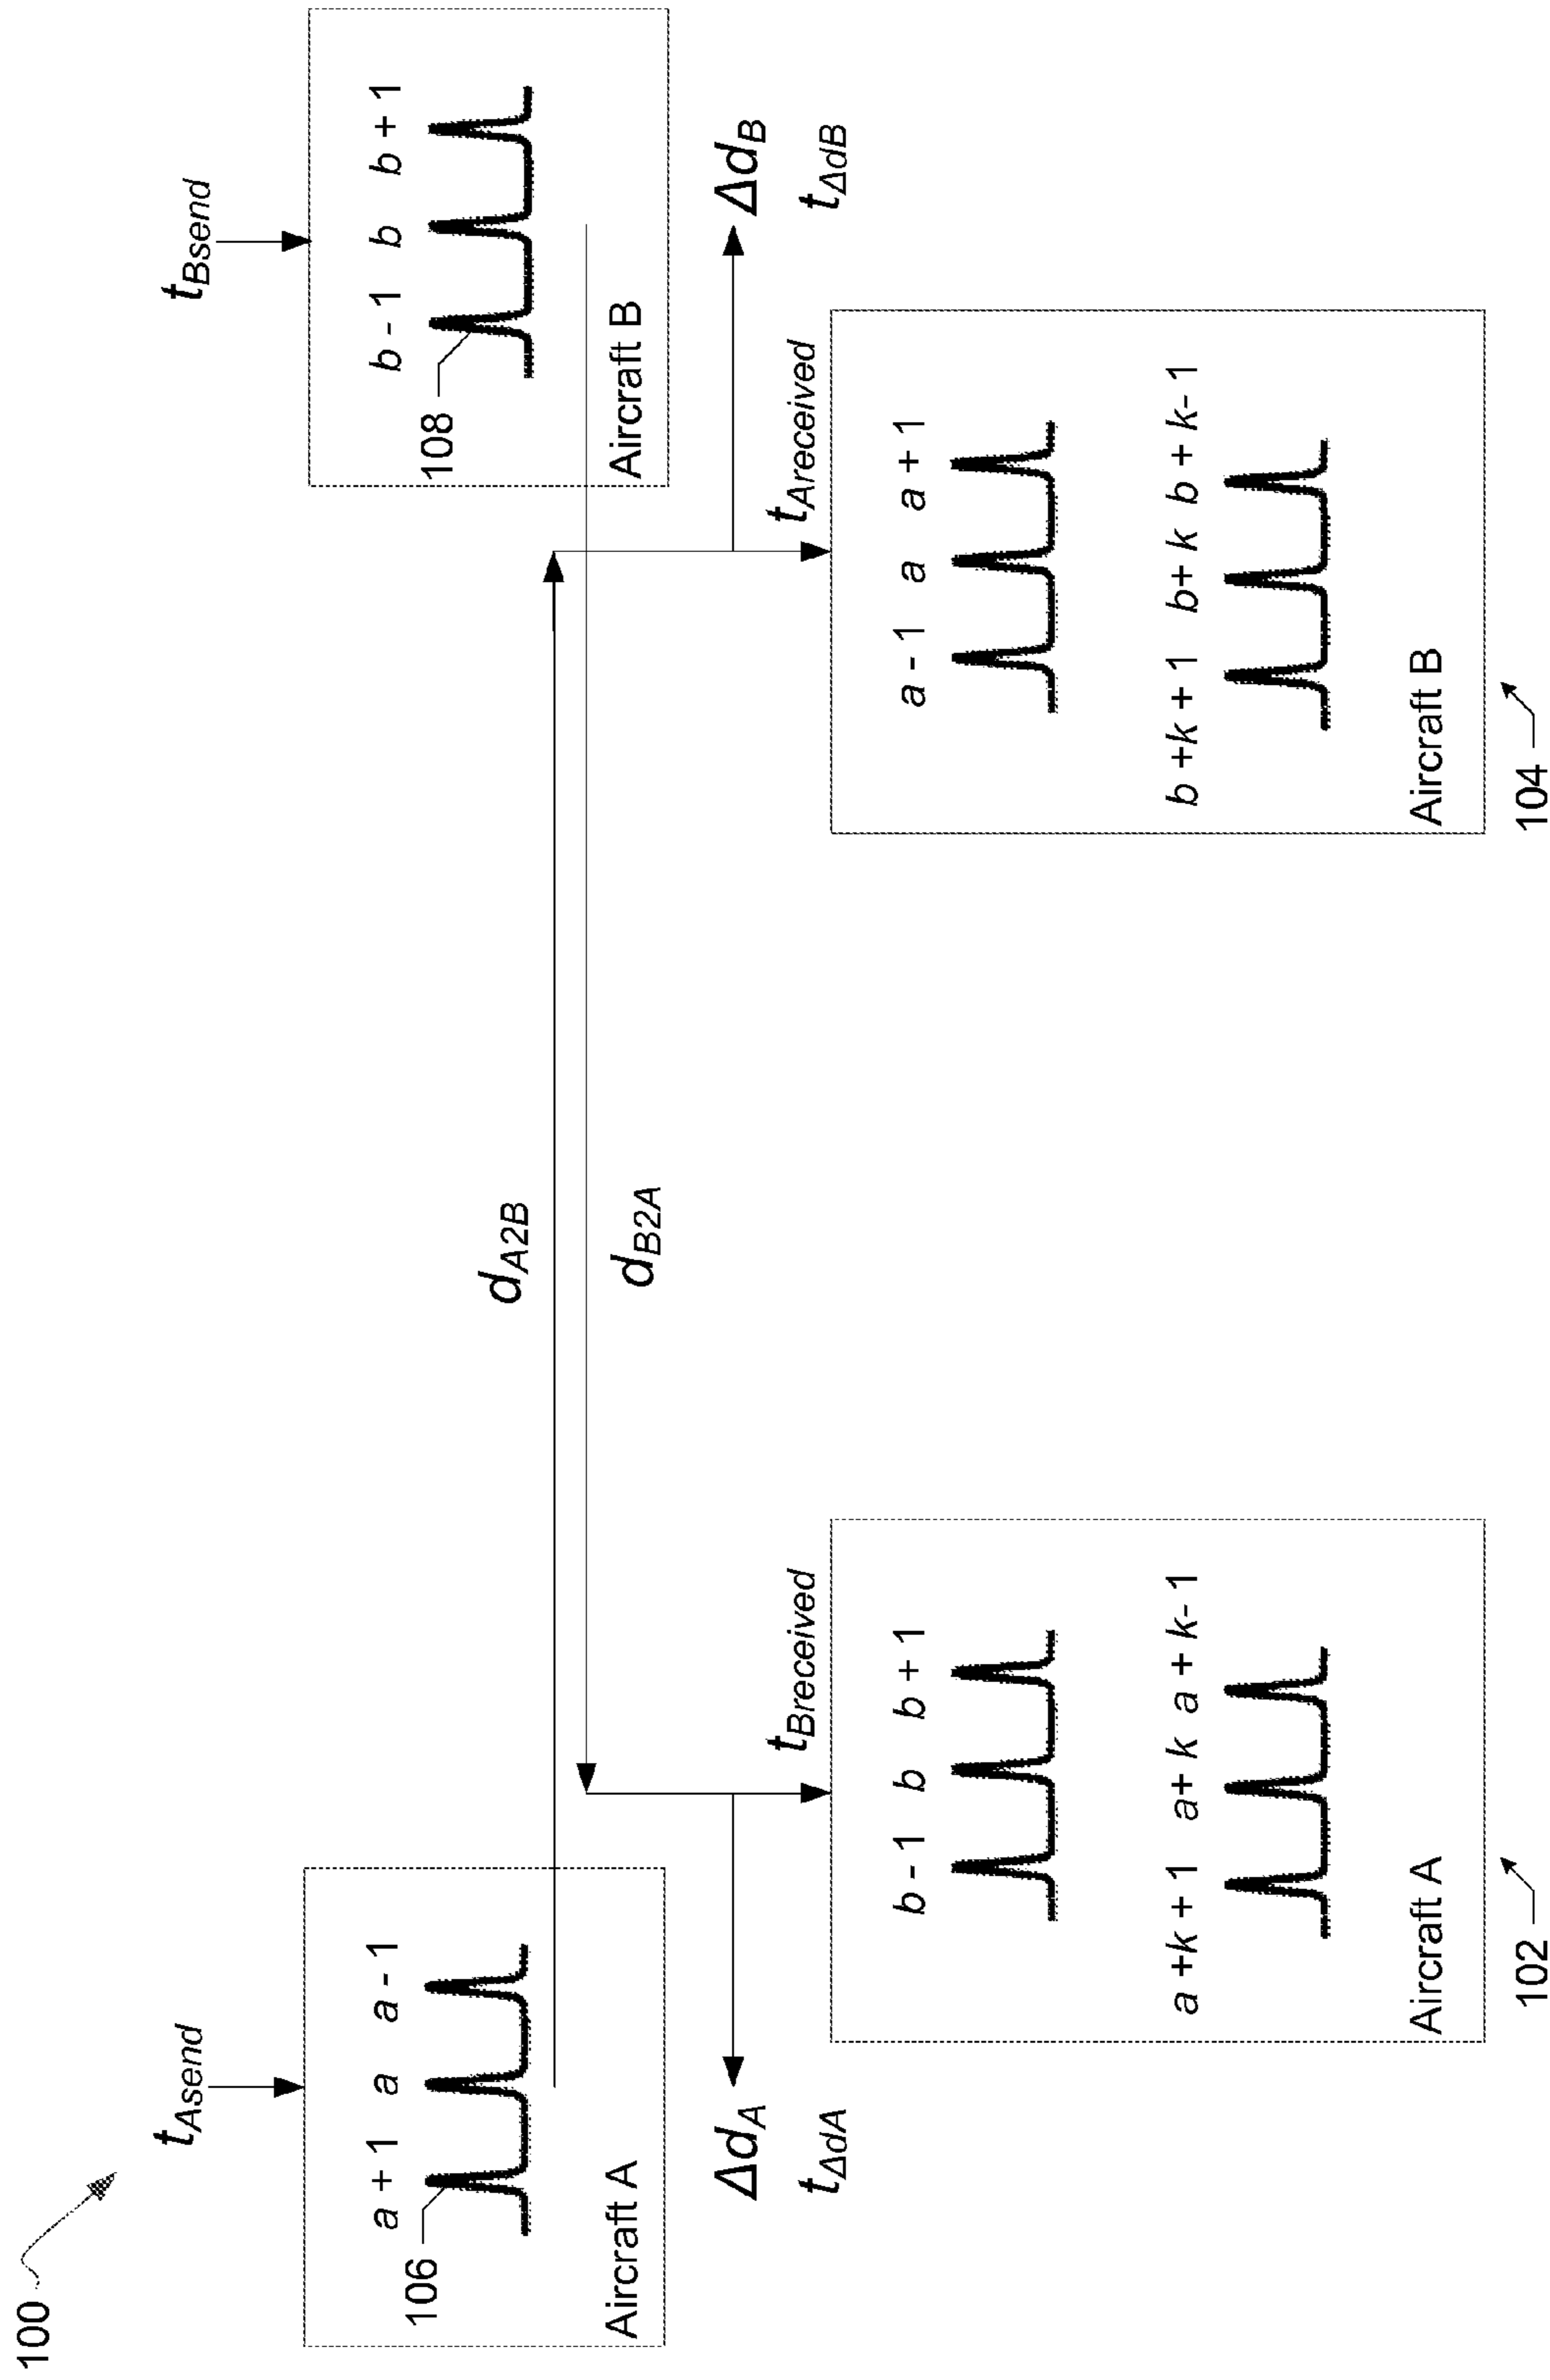 100
t_Asend
t_Bsend
a + 1 a a - 1
b - 1 b b + 1
106
108
Aircraft A
Aircraft B
d_A2B
d_B2A
Δd_A
t_ΔdA
Δd_B
t_ΔdB
t_Breceived
t_Areceived
b - 1 b b + 1
a - 1 a a + 1
a +k + 1 a+ k a + k- 1
b +k + 1 b+ k b + k- 1
Aircraft A
Aircraft B
102
104